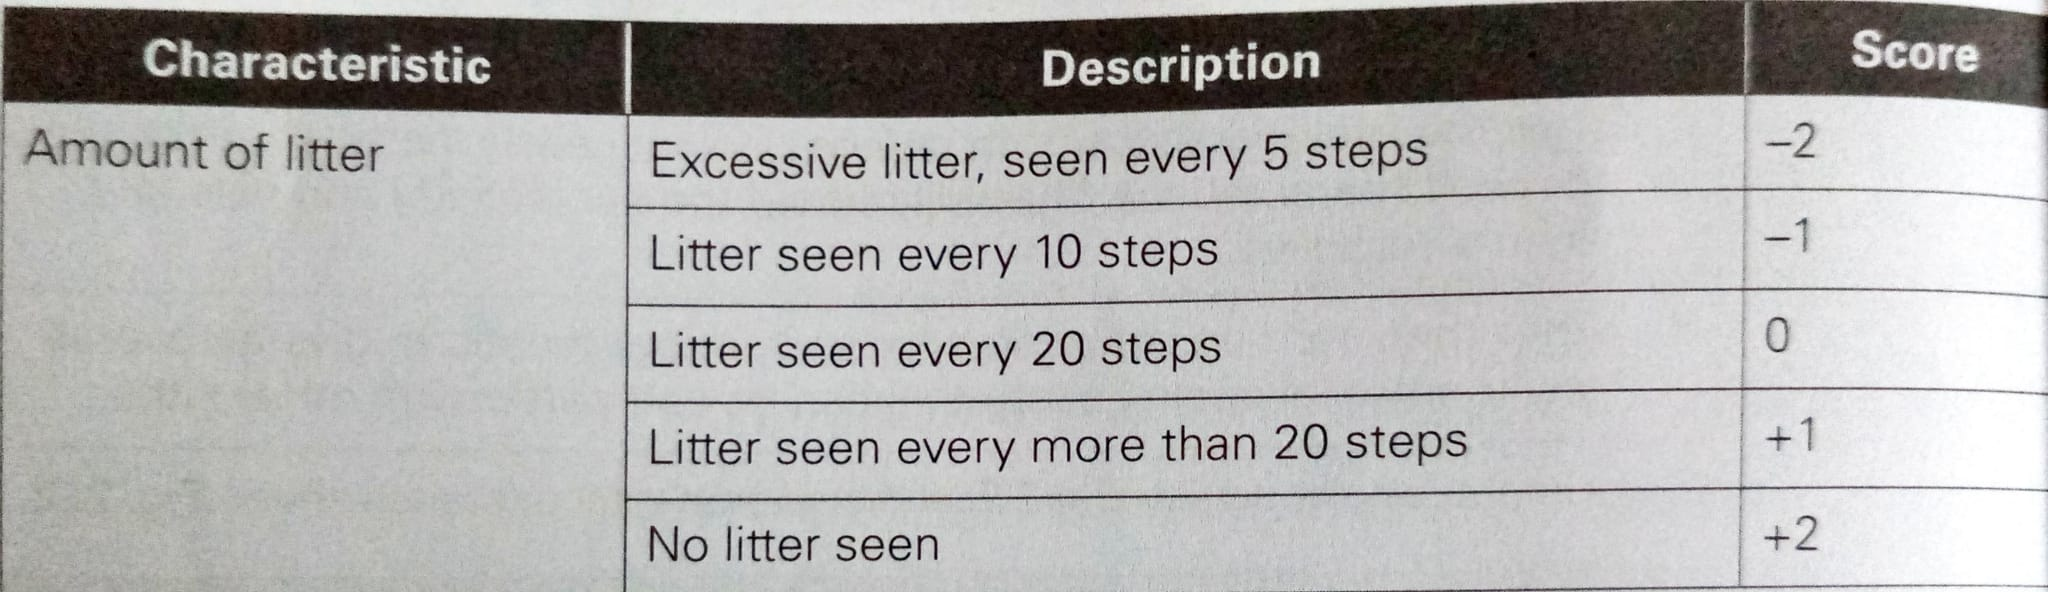 Characteristic Description Score
Amount of litter Excessive litter, seen every 5 steps −2
Litter seen every 10 steps −1
Litter seen every 20 steps 0
Litter seen every more than 20 steps +1
No litter seen +2